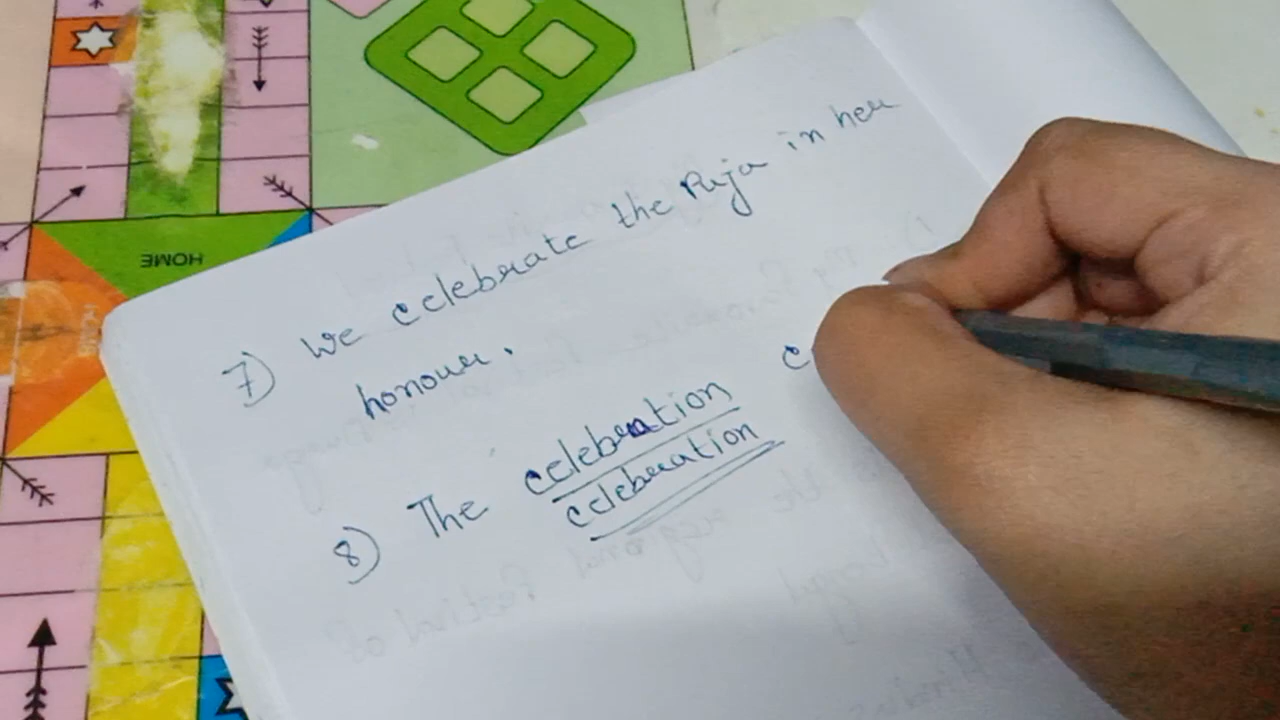 HOME
7) We celebrate the Puja in her
honour.
8) The celebration c
celebration